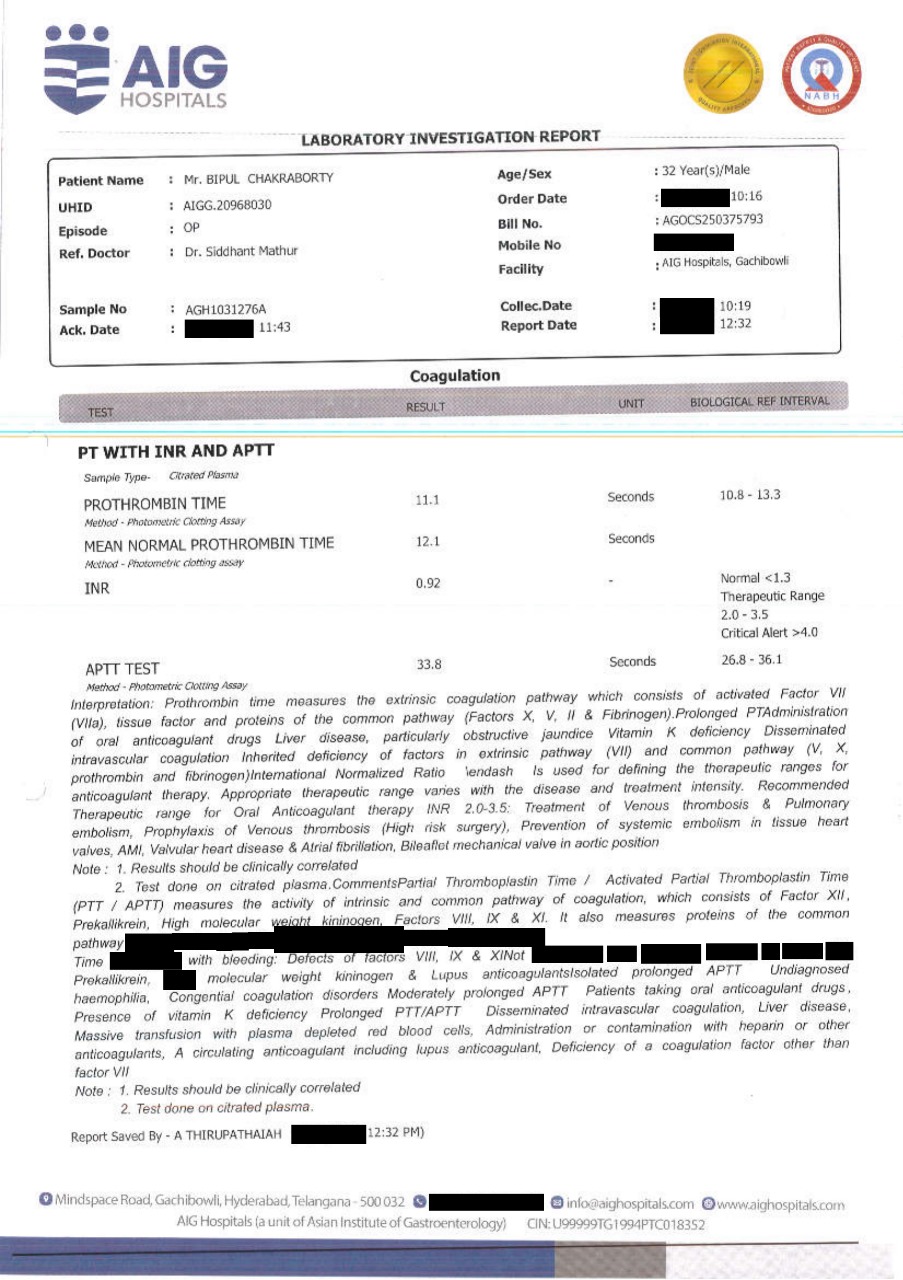 AIG
HOSPITALS
NABH
LABORATORY INVESTIGATION REPORT
Patient Name : Mr. BIPUL CHAKRABORTY
Age/Sex : 32 Year(s)/Male
UHID : AIGG.20968030
Order Date : 10:16
Episode : OP
Bill No. : AGOCS250375793
Ref. Doctor : Dr. Siddhant Mathur
Mobile No
Facility : AIG Hospitals, Gachibowli
Sample No : AGH1031276A
Collec.Date : 10:19
Ack. Date : 11:43
Report Date : 12:32
Coagulation
TEST RESULT UNIT BIOLOGICAL REF INTERVAL
PT WITH INR AND APTT
Sample Type- Citrated Plasma
PROTHROMBIN TIME 11.1 Seconds 10.8 - 13.3
Method - Photometric Clotting Assay
MEAN NORMAL PROTHROMBIN TIME 12.1 Seconds
Method - Photometric clotting assay
INR 0.92 - Normal <1.3
Therapeutic Range
2.0 - 3.5
Critical Alert >4.0
APTT TEST 33.8 Seconds 26.8 - 36.1
Method - Photometric Clotting Assay
Interpretation: Prothrombin time measures the extrinsic coagulation pathway which consists of activated Factor VII
(VIIa), tissue factor and proteins of the common pathway (Factors X, V, II & Fibrinogen).Prolonged PTAdministration
of oral anticoagulant drugs Liver disease, particularly obstructive jaundice Vitamin K deficiency Disseminated
intravascular coagulation Inherited deficiency of factors in extrinsic pathway (VII) and common pathway (V, X,
prothrombin and fibrinogen)International Normalized Ratio \endash Is used for defining the therapeutic ranges for
anticoagulant therapy. Appropriate therapeutic range varies with the disease and treatment intensity. Recommended
Therapeutic range for Oral Anticoagulant therapy INR 2.0-3.5: Treatment of Venous thrombosis & Pulmonary
embolism, Prophylaxis of Venous thrombosis (High risk surgery), Prevention of systemic embolism in tissue heart
valves, AMI, Valvular heart disease & Atrial fibrillation, Bileaflet mechanical valve in aortic position
Note : 1. Results should be clinically correlated
2. Test done on citrated plasma.CommentsPartial Thromboplastin Time / Activated Partial Thromboplastin Time
(PTT / APTT) measures the activity of intrinsic and common pathway of coagulation, which consists of Factor XII,
Prekallikrein, High molecular weight kininogen, Factors VIII, IX & XI. It also measures proteins of the common
pathway
Time with bleeding: Defects of factors VIII, IX & XINot
Prekallikrein, molecular weight kininogen & Lupus anticoagulantsIsolated prolonged APTT Undiagnosed
haemophilia, Congential coagulation disorders Moderately prolonged APTT Patients taking oral anticoagulant drugs,
Presence of vitamin K deficiency Prolonged PTT/APTT Disseminated intravascular coagulation, Liver disease,
Massive transfusion with plasma depleted red blood cells, Administration or contamination with heparin or other
anticoagulants, A circulating anticoagulant including lupus anticoagulant, Deficiency of a coagulation factor other than
factor VII
Note : 1. Results should be clinically correlated
2. Test done on citrated plasma.
Report Saved By - A THIRUPATHAIAH 12:32 PM)
Mindspace Road, Gachibowli, Hyderabad, Telangana - 500 032 info@aighospitals.com www.aighospitals.com
AIG Hospitals (a unit of Asian Institute of Gastroenterology) CIN: U99999TG1994PTC018352